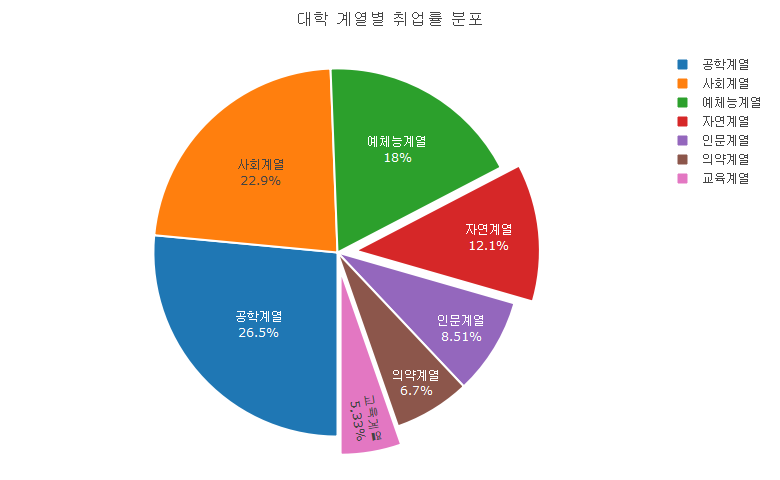 대학 계열별 취업률 분포
공학계열
사회계열
예체능계열
자연계열
인문계열
의약계열
교육계열
예체능계열
18%
사회계열
22.9%
자연계열
12.1%
공학계열
26.5%
인문계열
8.51%
의약계열
6.7%
교육계열
5.33%